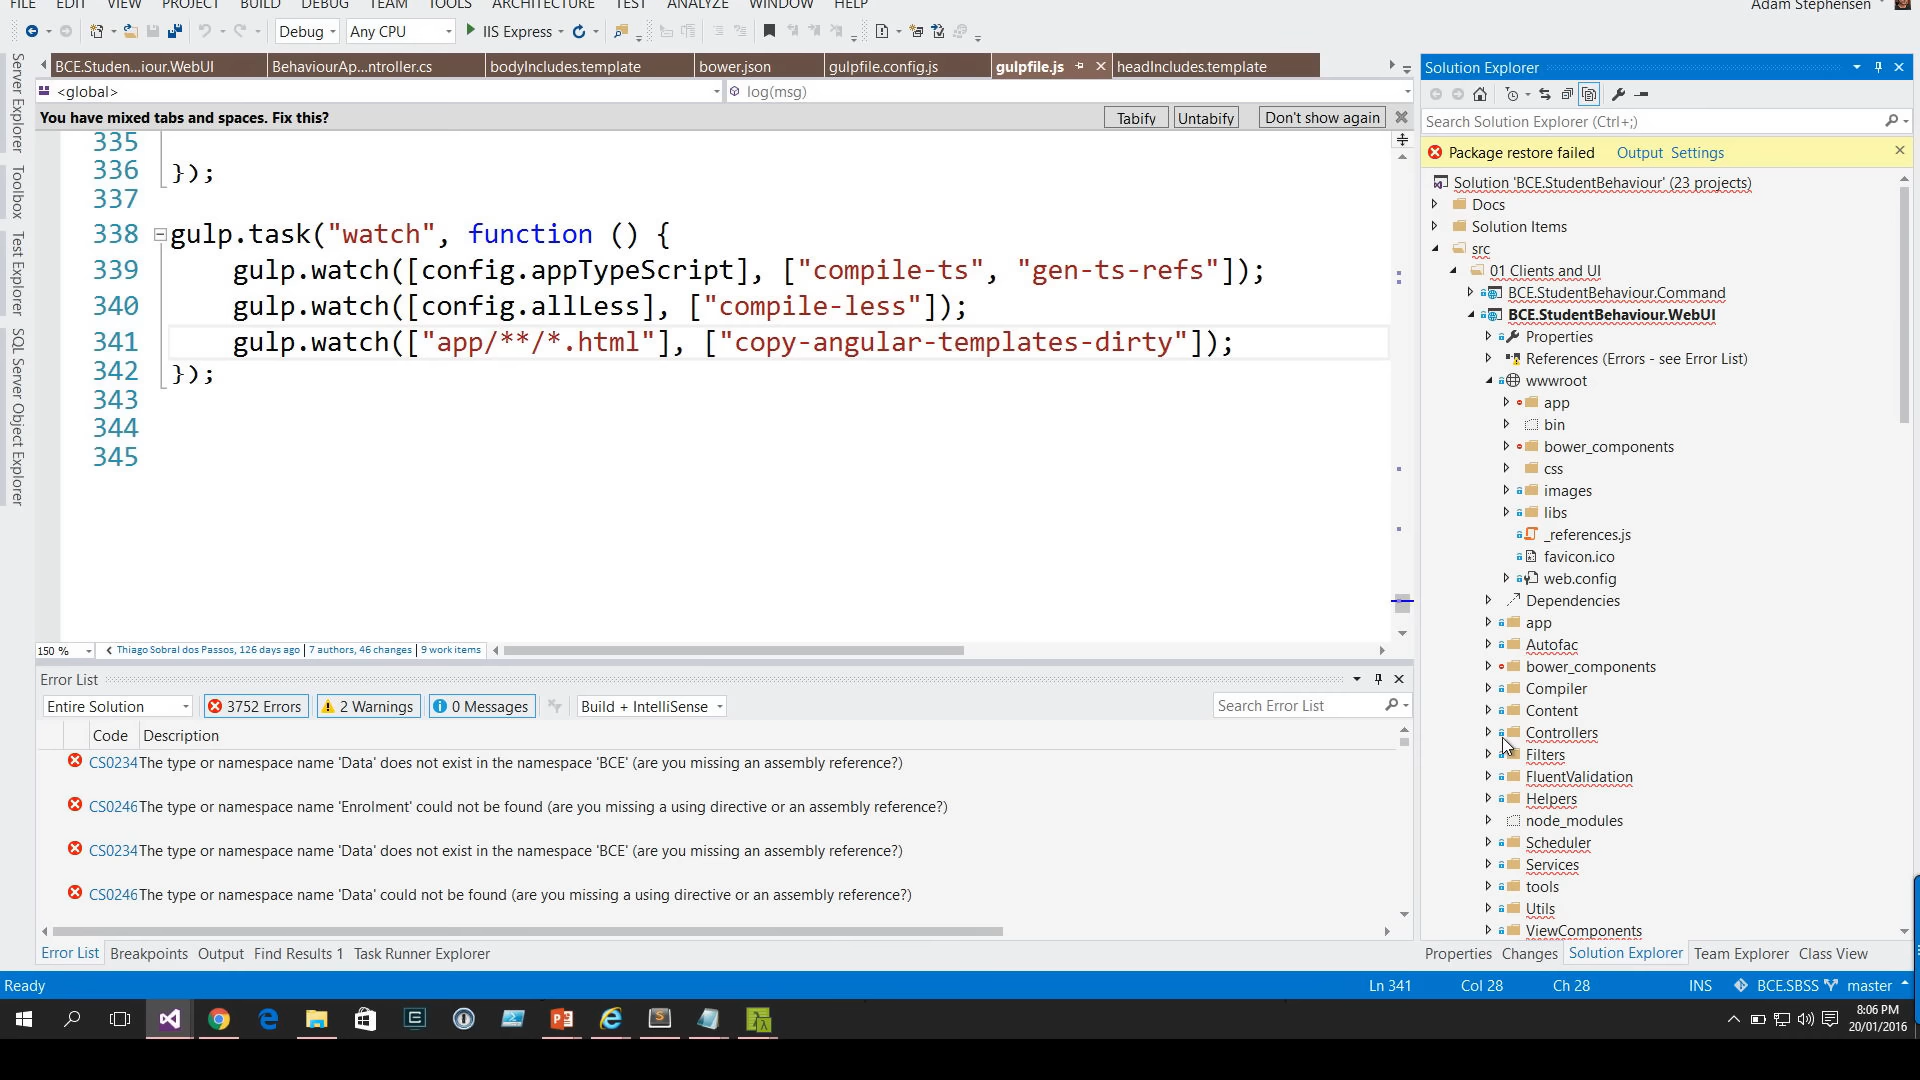 FILE EDIT VIEW PROJECT BUILD DEBUG TEAM TOOLS ARCHITECTURE TEST ANALYZE WINDOW HELP Adam Stephensen
Debug Any CPU IIS Express
BCE.Studen...iour.WebUI BehaviourAp...ntroller.cs bodyIncludes.template bower.json gulpfile.config.js gulpfile.js headIncludes.template
<global> log(msg)
You have mixed tabs and spaces. Fix this? Tabify Untabify Don't show again
335
336 });
337
338 gulp.task("watch", function () {
339 gulp.watch([config.appTypeScript], ["compile-ts", "gen-ts-refs"]);
340 gulp.watch([config.allLess], ["compile-less"]);
341 gulp.watch(["app/**/*.html"], ["copy-angular-templates-dirty"]);
342 });
343
344
345
150 % Thiago Sobral dos Passos, 126 days ago | 7 authors, 46 changes | 9 work items
Server Explorer
Toolbox
Test Explorer
SQL Server Object Explorer
Error List
Entire Solution 3752 Errors 2 Warnings 0 Messages Build + IntelliSense Search Error List
Code Description
CS0234 The type or namespace name 'Data' does not exist in the namespace 'BCE' (are you missing an assembly reference?)
CS0246 The type or namespace name 'Enrolment' could not be found (are you missing a using directive or an assembly reference?)
CS0234 The type or namespace name 'Data' does not exist in the namespace 'BCE' (are you missing an assembly reference?)
CS0246 The type or namespace name 'Data' could not be found (are you missing a using directive or an assembly reference?)
Error List Breakpoints Output Find Results 1 Task Runner Explorer
Solution Explorer
Search Solution Explorer (Ctrl+;)
Package restore failed Output Settings
Solution 'BCE.StudentBehaviour' (23 projects)
Docs
Solution Items
src
01 Clients and UI
BCE.StudentBehaviour.Command
BCE.StudentBehaviour.WebUI
Properties
References (Errors - see Error List)
wwwroot
app
bin
bower_components
css
images
libs
_references.js
favicon.ico
web.config
Dependencies
app
Autofac
bower_components
Compiler
Content
Controllers
Filters
FluentValidation
Helpers
node_modules
Scheduler
Services
tools
Utils
ViewComponents
Properties Changes Solution Explorer Team Explorer Class View
Ready Ln 341 Col 28 Ch 28 INS BCE.SBSS master
8:06 PM
20/01/2016